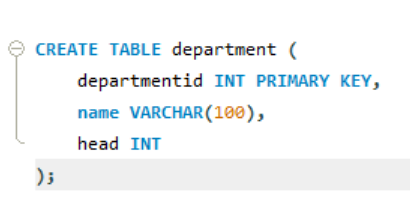 CREATE TABLE department (
    departmentid INT PRIMARY KEY,
    name VARCHAR(100),
    head INT
);